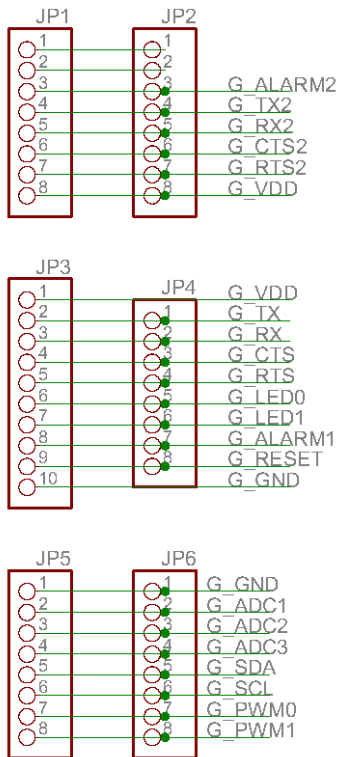 JP1 JP2
1 1
2 2
3 3 G_ALARM2
4 4 G_TX2
5 5 G_RX2
6 6 G_CTS2
7 7 G_RTS2
8 8 G_VDD
JP3 JP4
1 G_VDD
2 1 G_TX
3 2 G_RX
4 3 G_CTS
5 4 G_RTS
6 5 G_LED0
7 6 G_LED1
8 7 G_ALARM1
9 8 G_RESET
10 G_GND
JP5 JP6
1 1 G_GND
2 2 G_ADC1
3 3 G_ADC2
4 4 G_ADC3
5 5 G_SDA
6 6 G_SCL
7 7 G_PWM0
8 8 G_PWM1